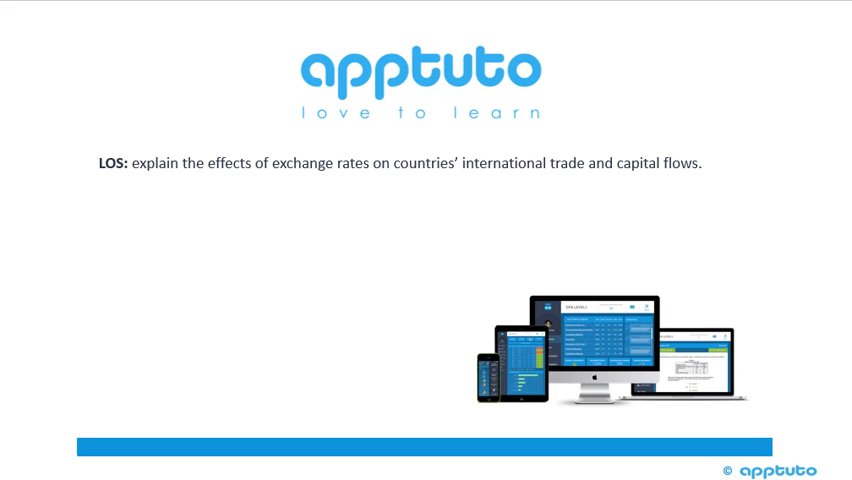 apptuto
love to learn
LOS: explain the effects of exchange rates on countries’ international trade and capital flows.
© apptuto